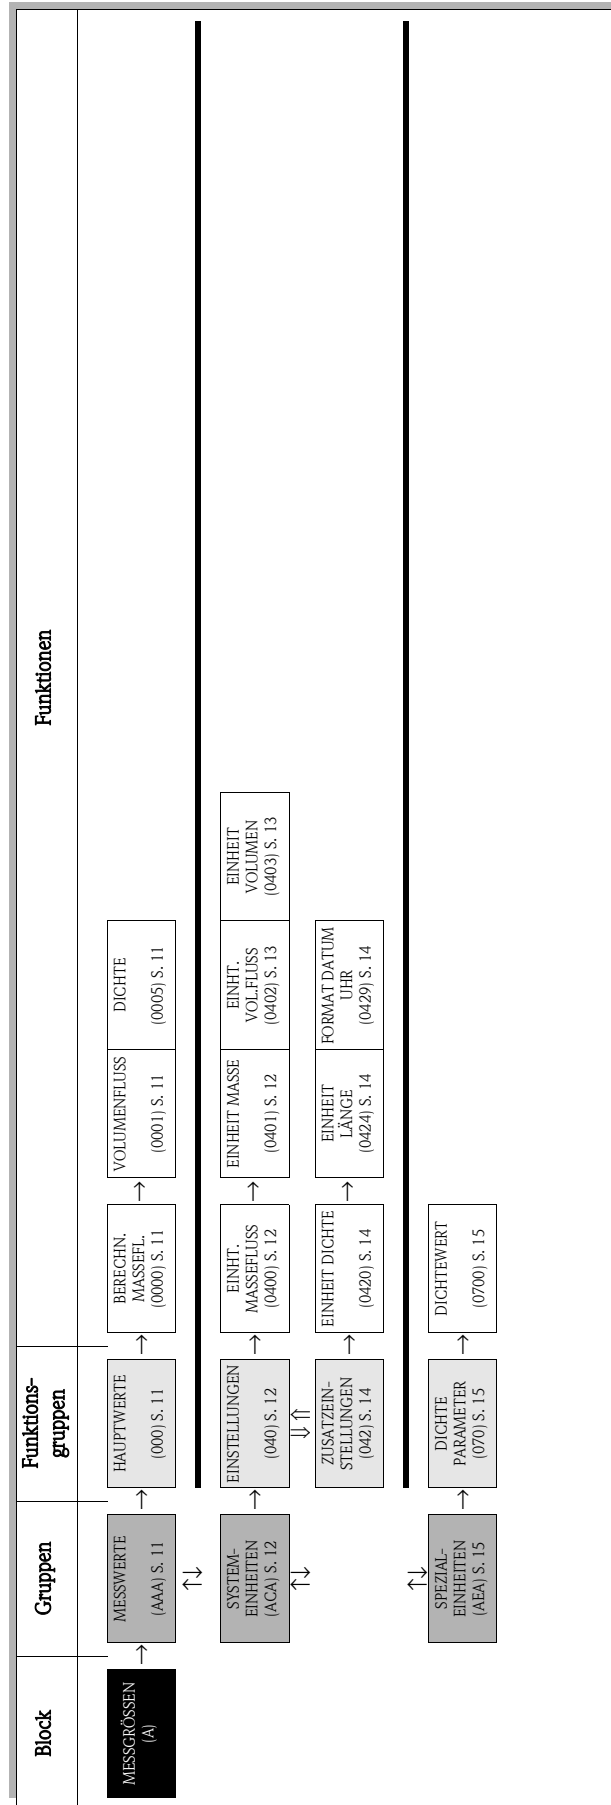 Block
Gruppen
Funktions-
gruppen
Funktionen
MESSGRÖSSEN
(A)
MESSWERTE
(AAA) S. 11
HAUPTWERTE
(000) S. 11
BERECHN.
MASSEFL.
(0000) S. 11
VOLUMENFLUSS
(0001) S. 11
DICHTE
(0005) S. 11
SYSTEM-
EINHEITEN
(ACA) S. 12
EINSTELLUNGEN
(040) S. 12
EINHT.
MASSEFLUSS
(0400) S. 12
EINHEIT MASSE
(0401) S. 12
EINHT.
VOL.FLUSS
(0402) S. 13
EINHEIT
VOLUMEN
(0403) S. 13
ZUSATZEIN-
STELLUNGEN
(042) S. 14
EINHEIT DICHTE
(0420) S. 14
EINHEIT
LÄNGE
(0424) S. 14
FORMAT DATUM
UHR
(0429) S. 14
SPEZIAL-
EINHEITEN
(AEA) S. 15
DICHTE
PARAMETER
(070) S. 15
DICHTEWERT
(0700) S. 15